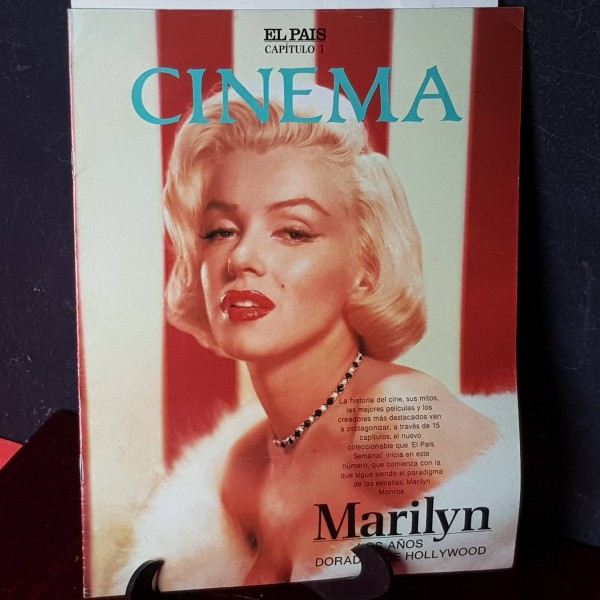 EL PAIS
CAPÍTULO 1
CINEMA
La historia del cine, sus mitos,
las mejores películas y los
creadores más destacados van
a protagonizar, a través de 15
capítulos, el nuevo
coleccionable que 'El País
Semanal' inicia en este
número, que comienza con la
que sigue siendo el paradigma
de las estrellas: Marilyn
Monroe.
Marilyn
AÑOS
HOLLYWOOD